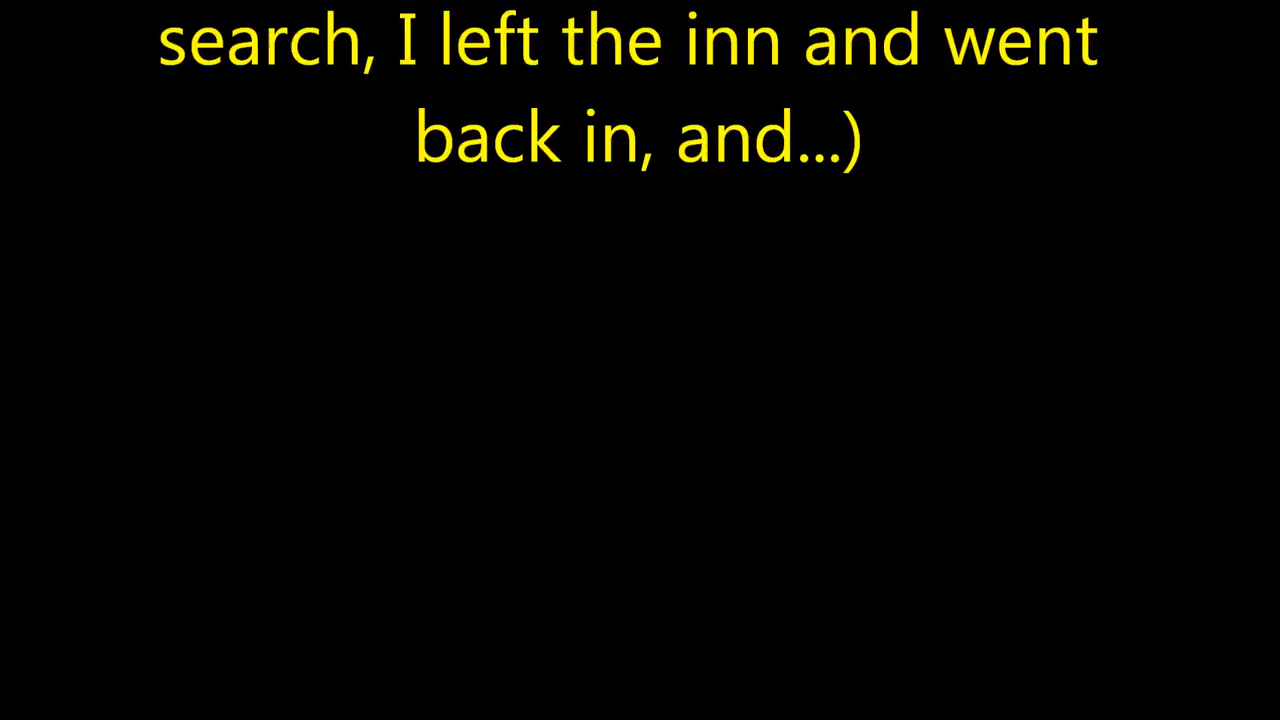 search, I left the inn and went
back in, and...)